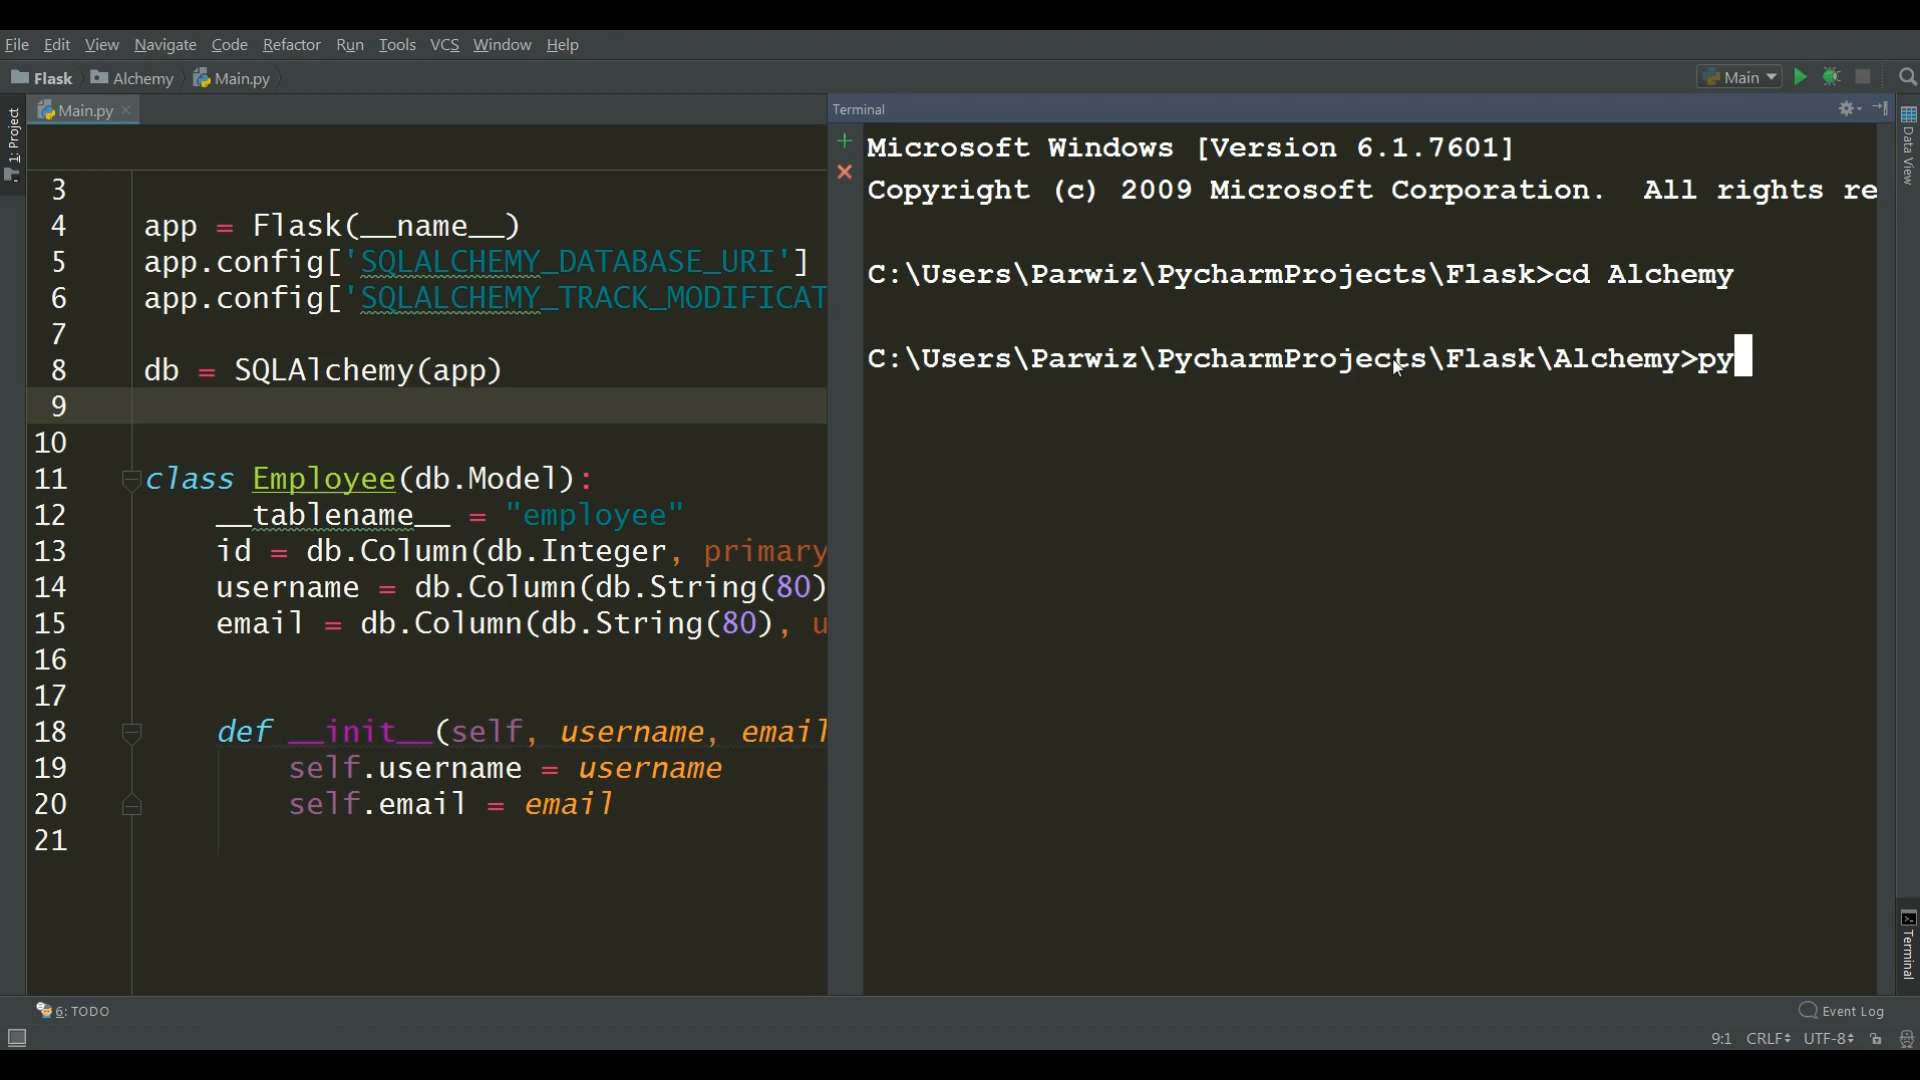 File Edit View Navigate Code Refactor Run Tools VCS Window Help
Flask Alchemy Main.py Main
1: Project
Main.py
3
4 app = Flask(__name__)
5 app.config['SQLALCHEMY_DATABASE_URI']
6 app.config['SQLALCHEMY_TRACK_MODIFICAT
7
8 db = SQLAlchemy(app)
9
10
11 class Employee(db.Model):
12 __tablename__ = "employee"
13 id = db.Column(db.Integer, primary
14 username = db.Column(db.String(80)
15 email = db.Column(db.String(80), u
16
17
18 def __init__(self, username, email
19 self.username = username
20 self.email = email
21
Terminal
Microsoft Windows [Version 6.1.7601]
Copyright (c) 2009 Microsoft Corporation. All rights re
C:\Users\Parwiz\PycharmProjects\Flask>cd Alchemy
C:\Users\Parwiz\PycharmProjects\Flask\Alchemy>py
Data View
Terminal
6: TODO
Event Log
9:1 CRLF UTF-8